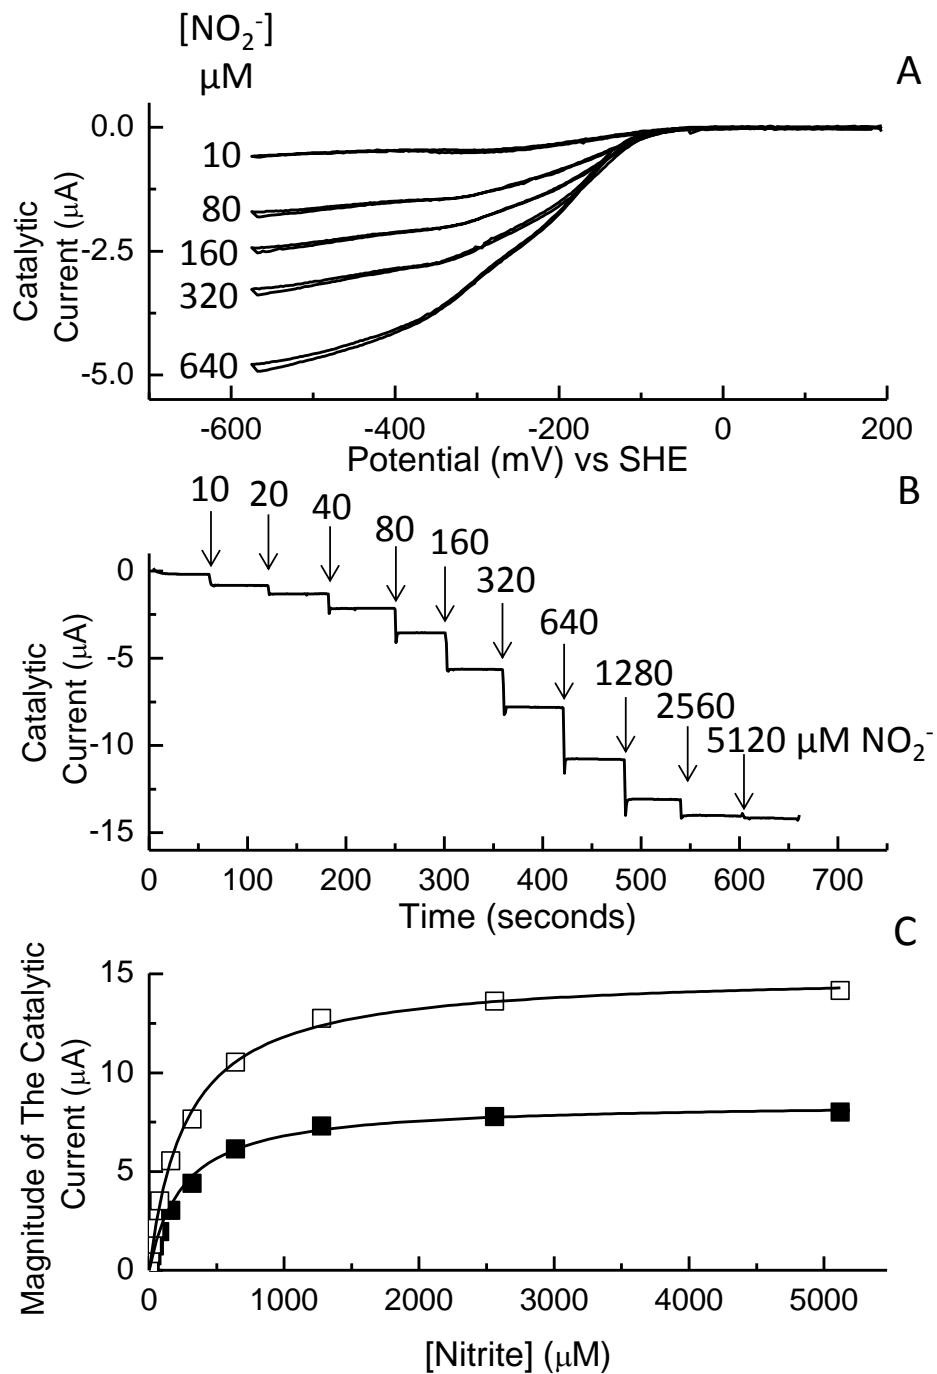 [NO₂⁻]
μM
A
0.0
-2.5
-5.0
Catalytic
Current (μA)
10
80
160
320
640
-600 -400 -200 0 200
Potential (mV) vs SHE
B
10 20 40 80 160 320 640 1280 2560 5120 μM NO₂⁻
0
-5
-10
-15
Catalytic
Current (μA)
0 100 200 300 400 500 600 700
Time (seconds)
C
15
10
5
0
Magnitude of The Catalytic
Current (μA)
0 1000 2000 3000 4000 5000
[Nitrite] (μM)